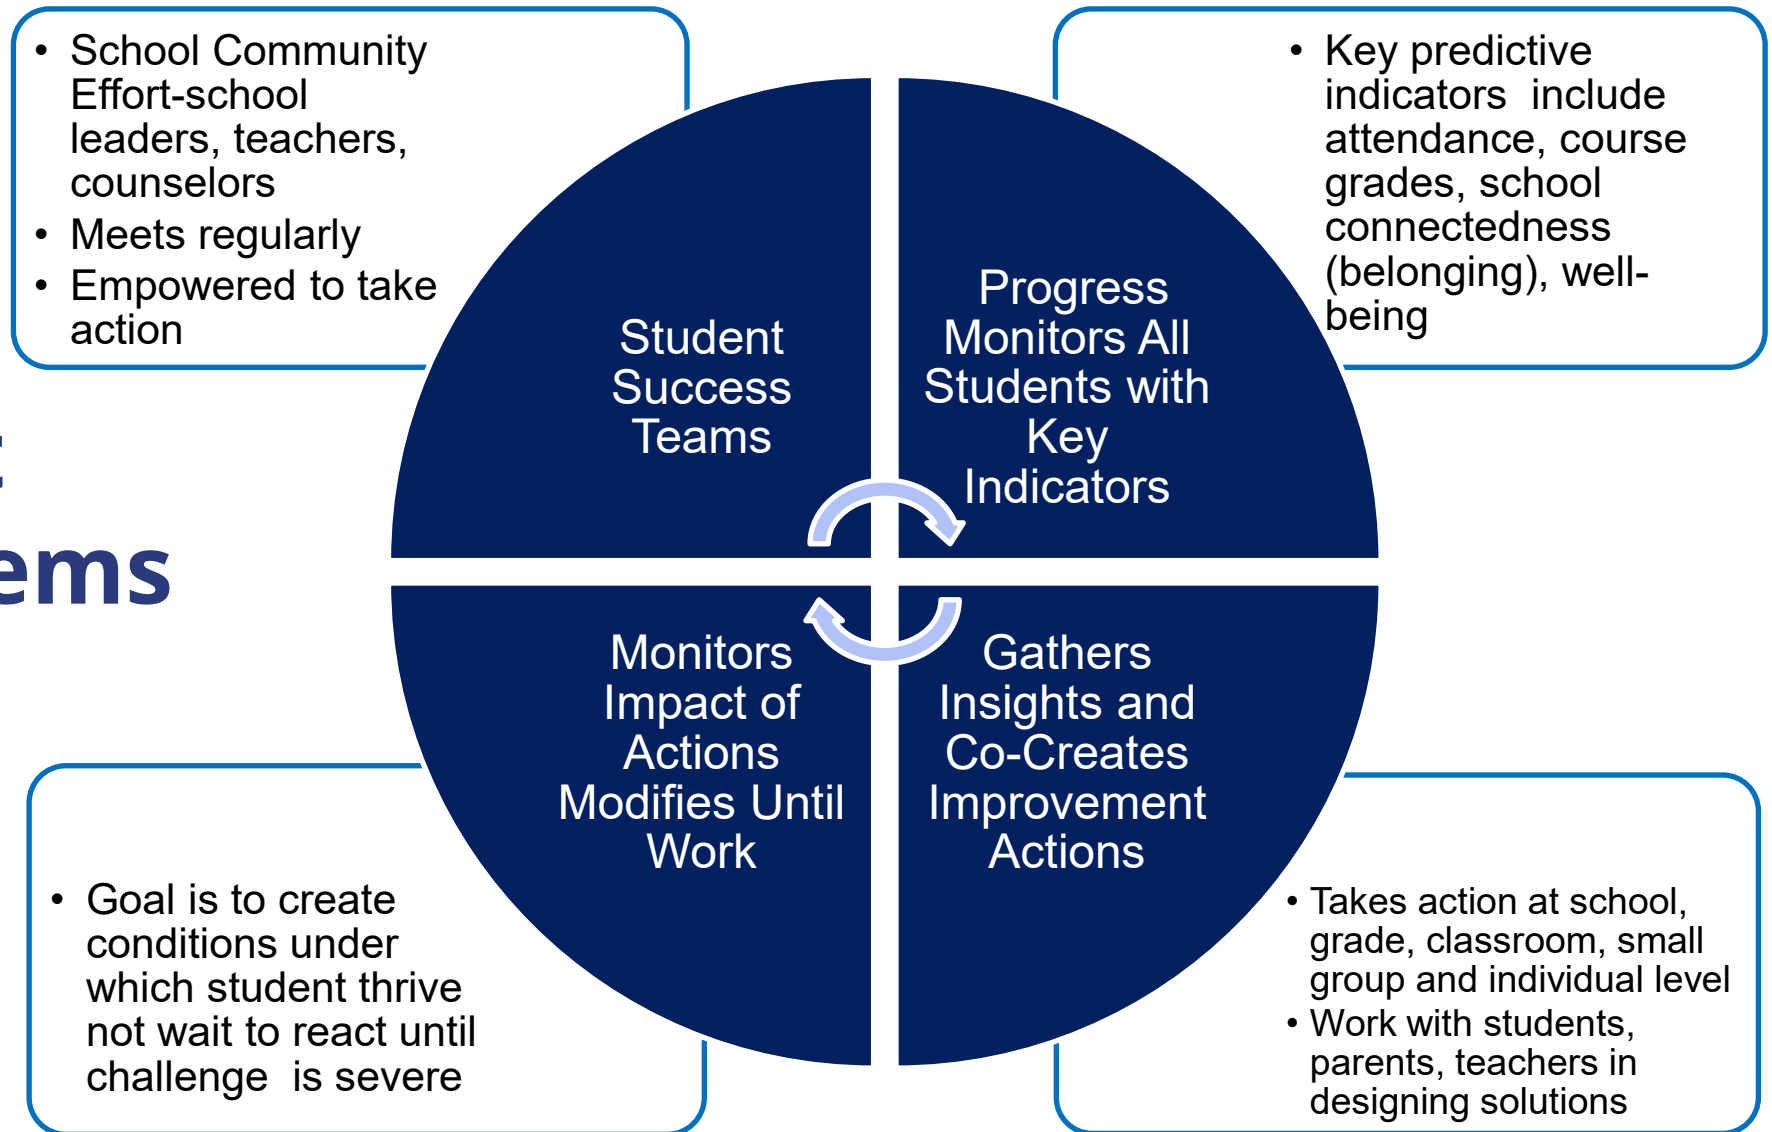 • School Community
Effort-school
leaders, teachers,
counselors
• Meets regularly
• Empowered to take
action
• Key predictive
indicators  include
attendance, course
grades, school
connectedness
(belonging), well-
being
Student
Success
Teams
Progress
Monitors All
Students with
Key
Indicators
Monitors
Impact of
Actions
Modifies Until
Work
Gathers
Insights and
Co-Creates
Improvement
Actions
• Goal is to create
conditions under
which student thrive
not wait to react until
challenge  is severe
• Takes action at school,
grade, classroom, small
group and individual level
• Work with students,
parents, teachers in
designing solutions